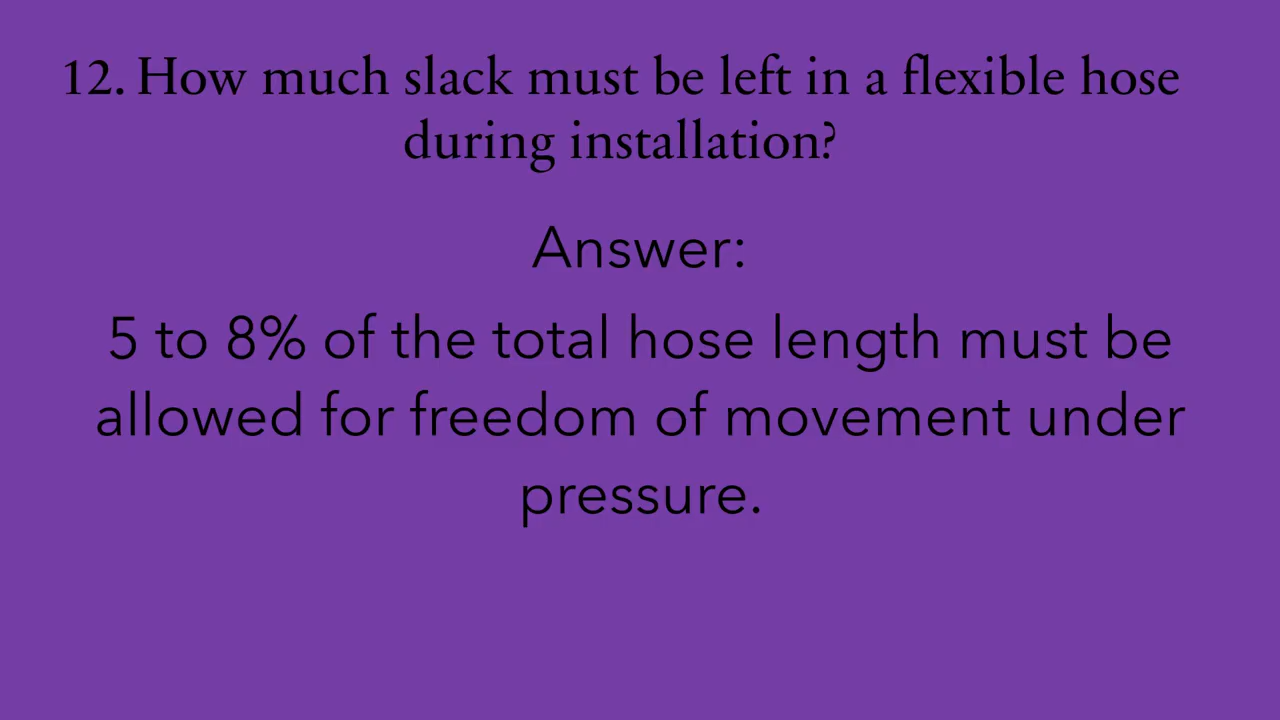 12. How much slack must be left in a flexible hose
during installation?
Answer:
5 to 8% of the total hose length must be
allowed for freedom of movement under
pressure.